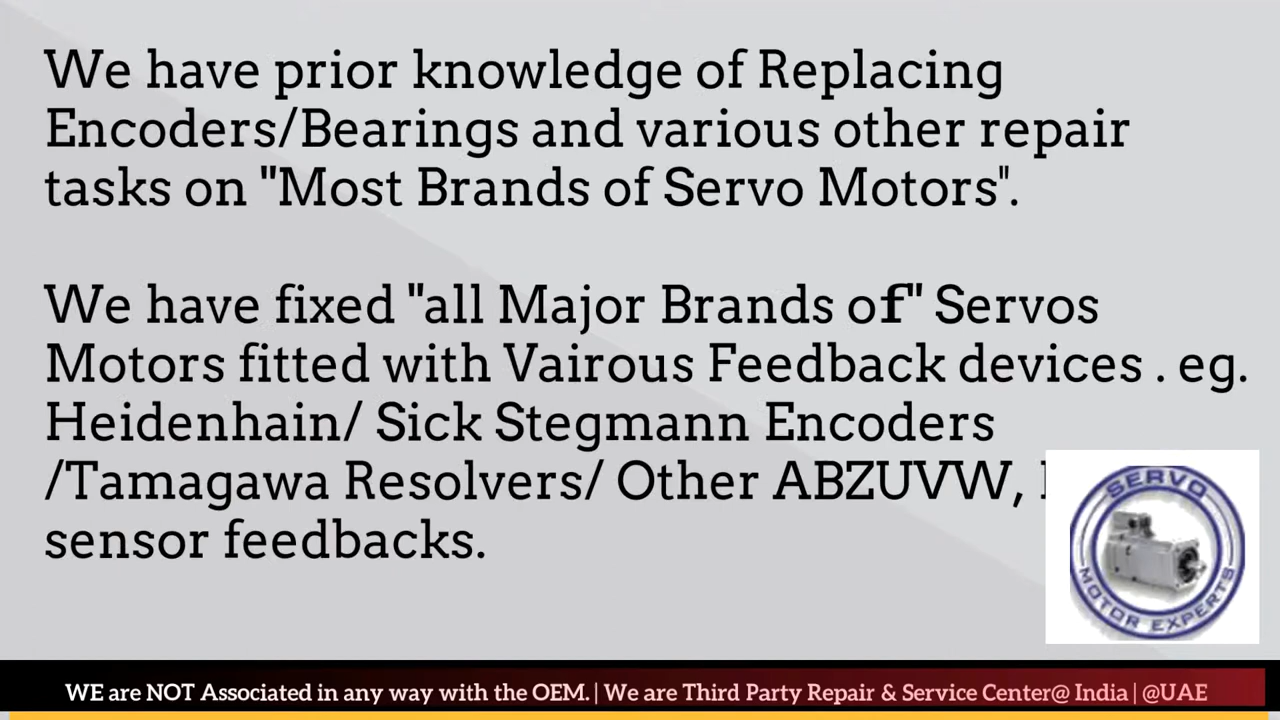 We have prior knowledge of Replacing
Encoders/Bearings and various other repair
tasks on "Most Brands of Servo Motors".
We have fixed "all Major Brands of" Servos
Motors fitted with Vairous Feedback devices . eg.
Heidenhain/ Sick Stegmann Encoders
/Tamagawa Resolvers/ Other ABZUVW,
sensor feedbacks.
SERVO
MOTOR EXPERTS
WE are NOT Associated in any way with the OEM. | We are Third Party Repair & Service Center@ India | @UAE